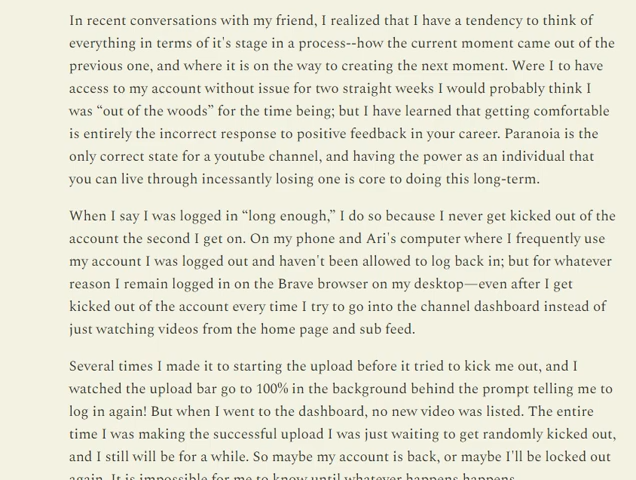 In recent conversations with my friend, I realized that I have a tendency to think of
everything in terms of it's stage in a process--how the current moment came out of the
previous one, and where it is on the way to creating the next moment. Were I to have
access to my account without issue for two straight weeks I would probably think I
was “out of the woods” for the time being; but I have learned that getting comfortable
is entirely the incorrect response to positive feedback in your career. Paranoia is the
only correct state for a youtube channel, and having the power as an individual that
you can live through incessantly losing one is core to doing this long-term.
When I say I was logged in “long enough,” I do so because I never get kicked out of the
account the second I get on. On my phone and Ari's computer where I frequently use
my account I was logged out and haven't been allowed to log back in; but for whatever
reason I remain logged in on the Brave browser on my desktop—even after I get
kicked out of the account every time I try to go into the channel dashboard instead of
just watching videos from the home page and sub feed.
Several times I made it to starting the upload before it tried to kick me out, and I
watched the upload bar go to 100% in the background behind the prompt telling me to
log in again! But when I went to the dashboard, no new video was listed. The entire
time I was making the successful upload I was just waiting to get randomly kicked out,
and I still will be for a while. So maybe my account is back, or maybe I'll be locked out
again. It is impossible for me to know until whatever happens happens.